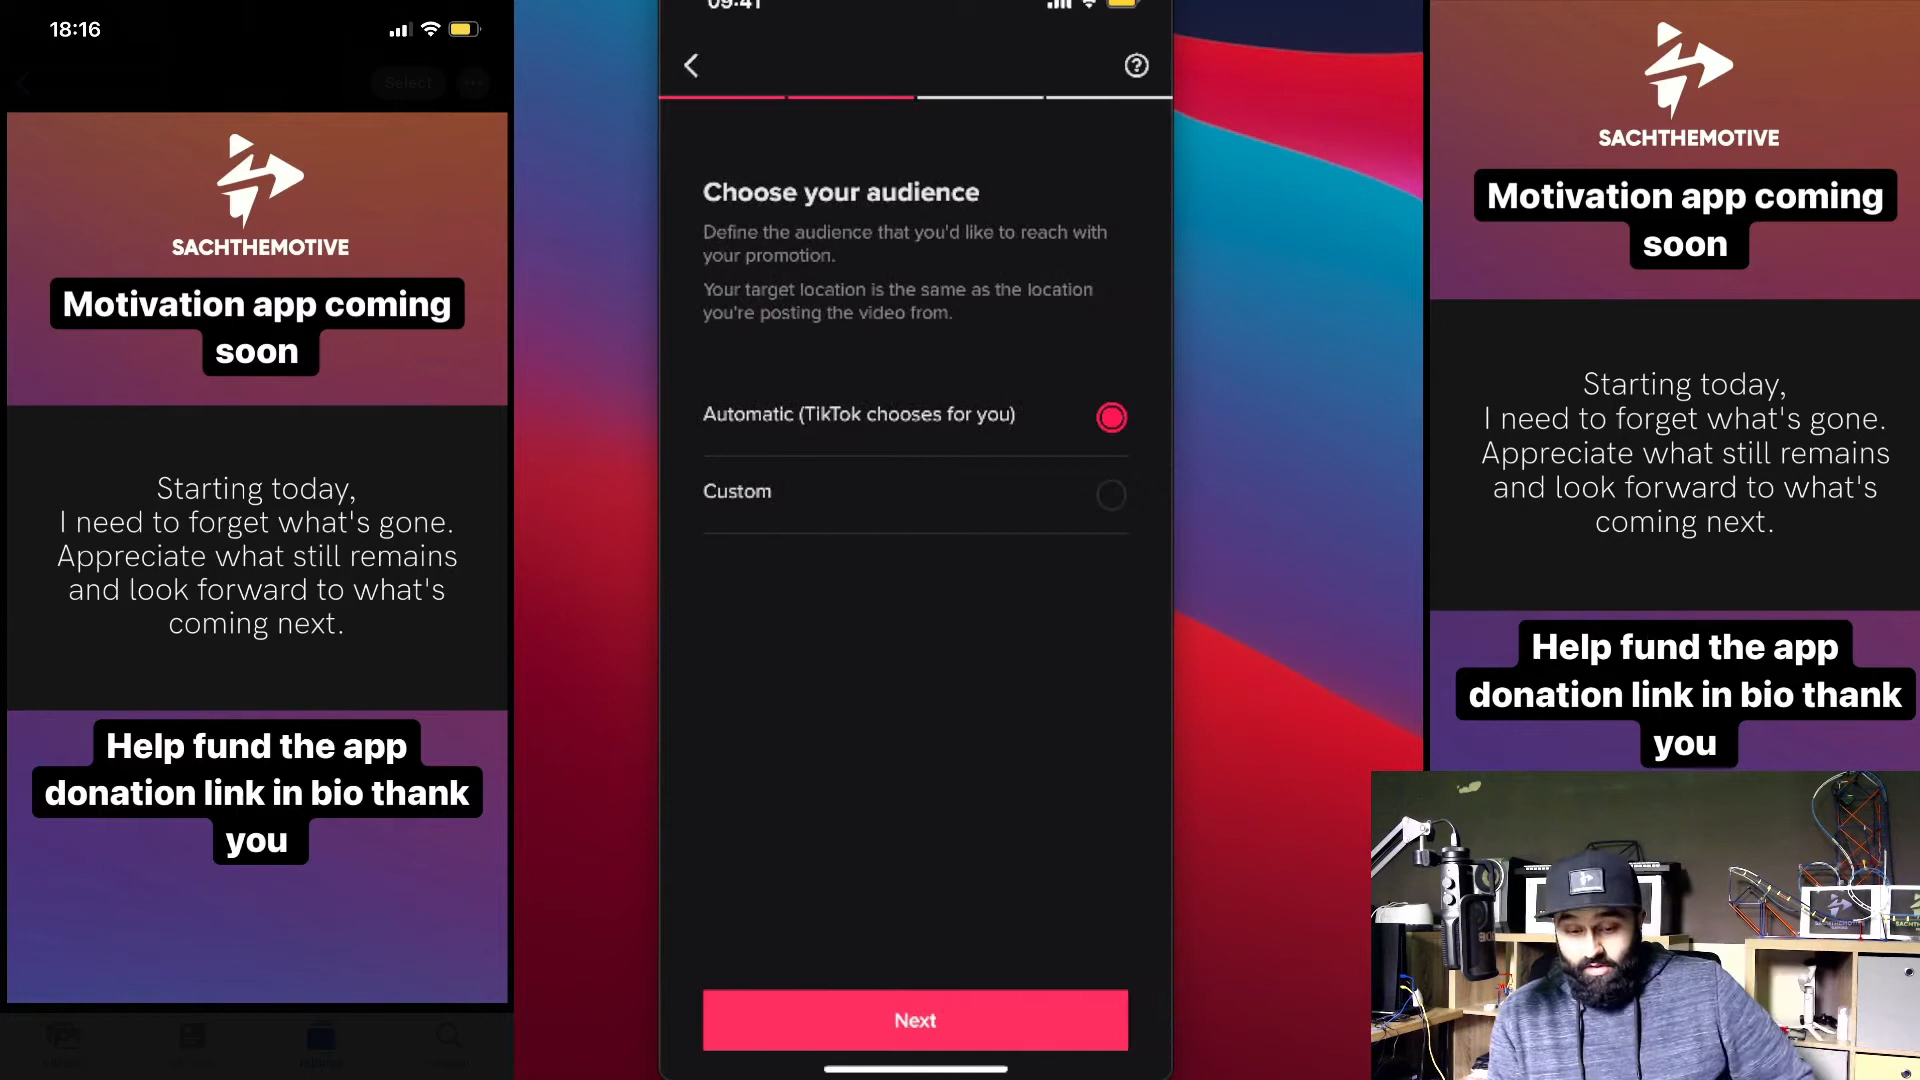 18:16
Select
SACHTHEMOTIVE
Motivation app coming
soon
Starting today,
I need to forget what's gone.
Appreciate what still remains
and look forward to what's
coming next.
Help fund the app
donation link in bio thank
you
09:41
Choose your audience
Define the audience that you'd like to reach with
your promotion.
Your target location is the same as the location
you're posting the video from.
Automatic (TikTok chooses for you)
Custom
Next
SACHTHEMOTIVE
Motivation app coming
soon
Starting today,
I need to forget what's gone.
Appreciate what still remains
and look forward to what's
coming next.
Help fund the app
donation link in bio thank
you